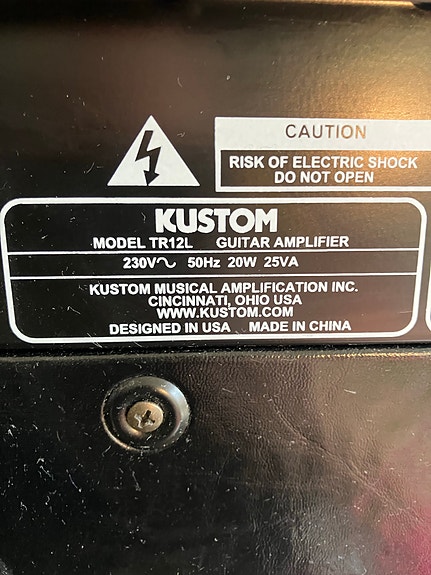 CAUTION
RISK OF ELECTRIC SHOCK
DO NOT OPEN
KUSTOM
MODEL TR12L GUITAR AMPLIFIER
230V∿ 50Hz 20W 25VA
KUSTOM MUSICAL AMPLIFICATION INC.
CINCINNATI, OHIO USA
WWW.KUSTOM.COM
DESIGNED IN USA MADE IN CHINA